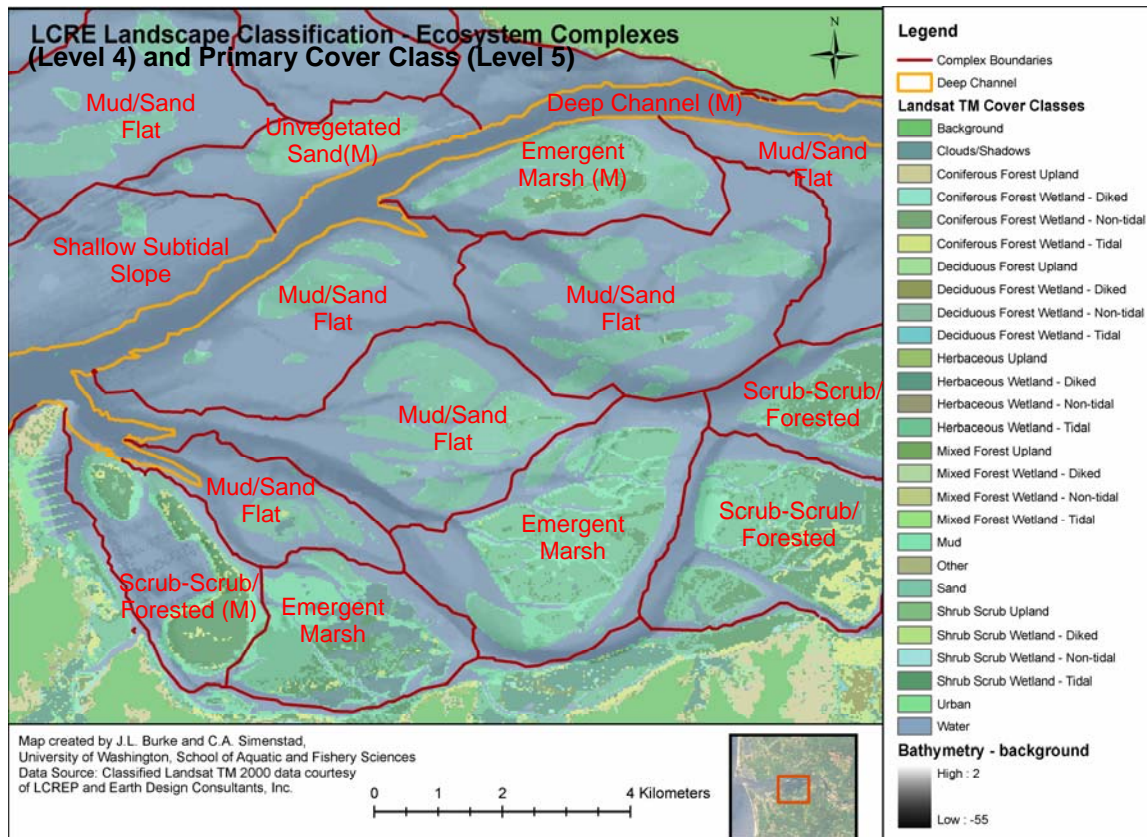 LCRE Landscape Classification - Ecosystem Complexes
(Level 4) and Primary Cover Class (Level 5)
N
Mud/Sand
Flat
Unvegetated
Sand(M)
Deep Channel (M)
Emergent
Marsh (M)
Mud/Sand
Flat
Shallow Subtidal
Slope
Mud/Sand
Flat
Mud/Sand
Flat
Mud/Sand
Flat
Scrub-Scrub/
Forested
Mud/Sand
Flat
Emergent
Marsh
Scrub-Scrub/
Forested
Scrub-Scrub/
Forested (M)
Emergent
Marsh
Map created by J.L. Burke and C.A. Simenstad,
University of Washington, School of Aquatic and Fishery Sciences
Data Source: Classified Landsat TM 2000 data courtesy
of LCREP and Earth Design Consultants, Inc.
0 1 2 4 Kilometers
Legend
Complex Boundaries
Deep Channel
Landsat TM Cover Classes
Background
Clouds/Shadows
Coniferous Forest Upland
Coniferous Forest Wetland - Diked
Coniferous Forest Wetland - Non-tidal
Coniferous Forest Wetland - Tidal
Deciduous Forest Upland
Deciduous Forest Wetland - Diked
Deciduous Forest Wetland - Non-tidal
Deciduous Forest Wetland - Tidal
Herbaceous Upland
Herbaceous Wetland - Diked
Herbaceous Wetland - Non-tidal
Herbaceous Wetland - Tidal
Mixed Forest Upland
Mixed Forest Wetland - Diked
Mixed Forest Wetland - Non-tidal
Mixed Forest Wetland - Tidal
Mud
Other
Sand
Shrub Scrub Upland
Shrub Scrub Wetland - Diked
Shrub Scrub Wetland - Non-tidal
Shrub Scrub Wetland - Tidal
Urban
Water
Bathymetry - background
High : 2
Low : -55